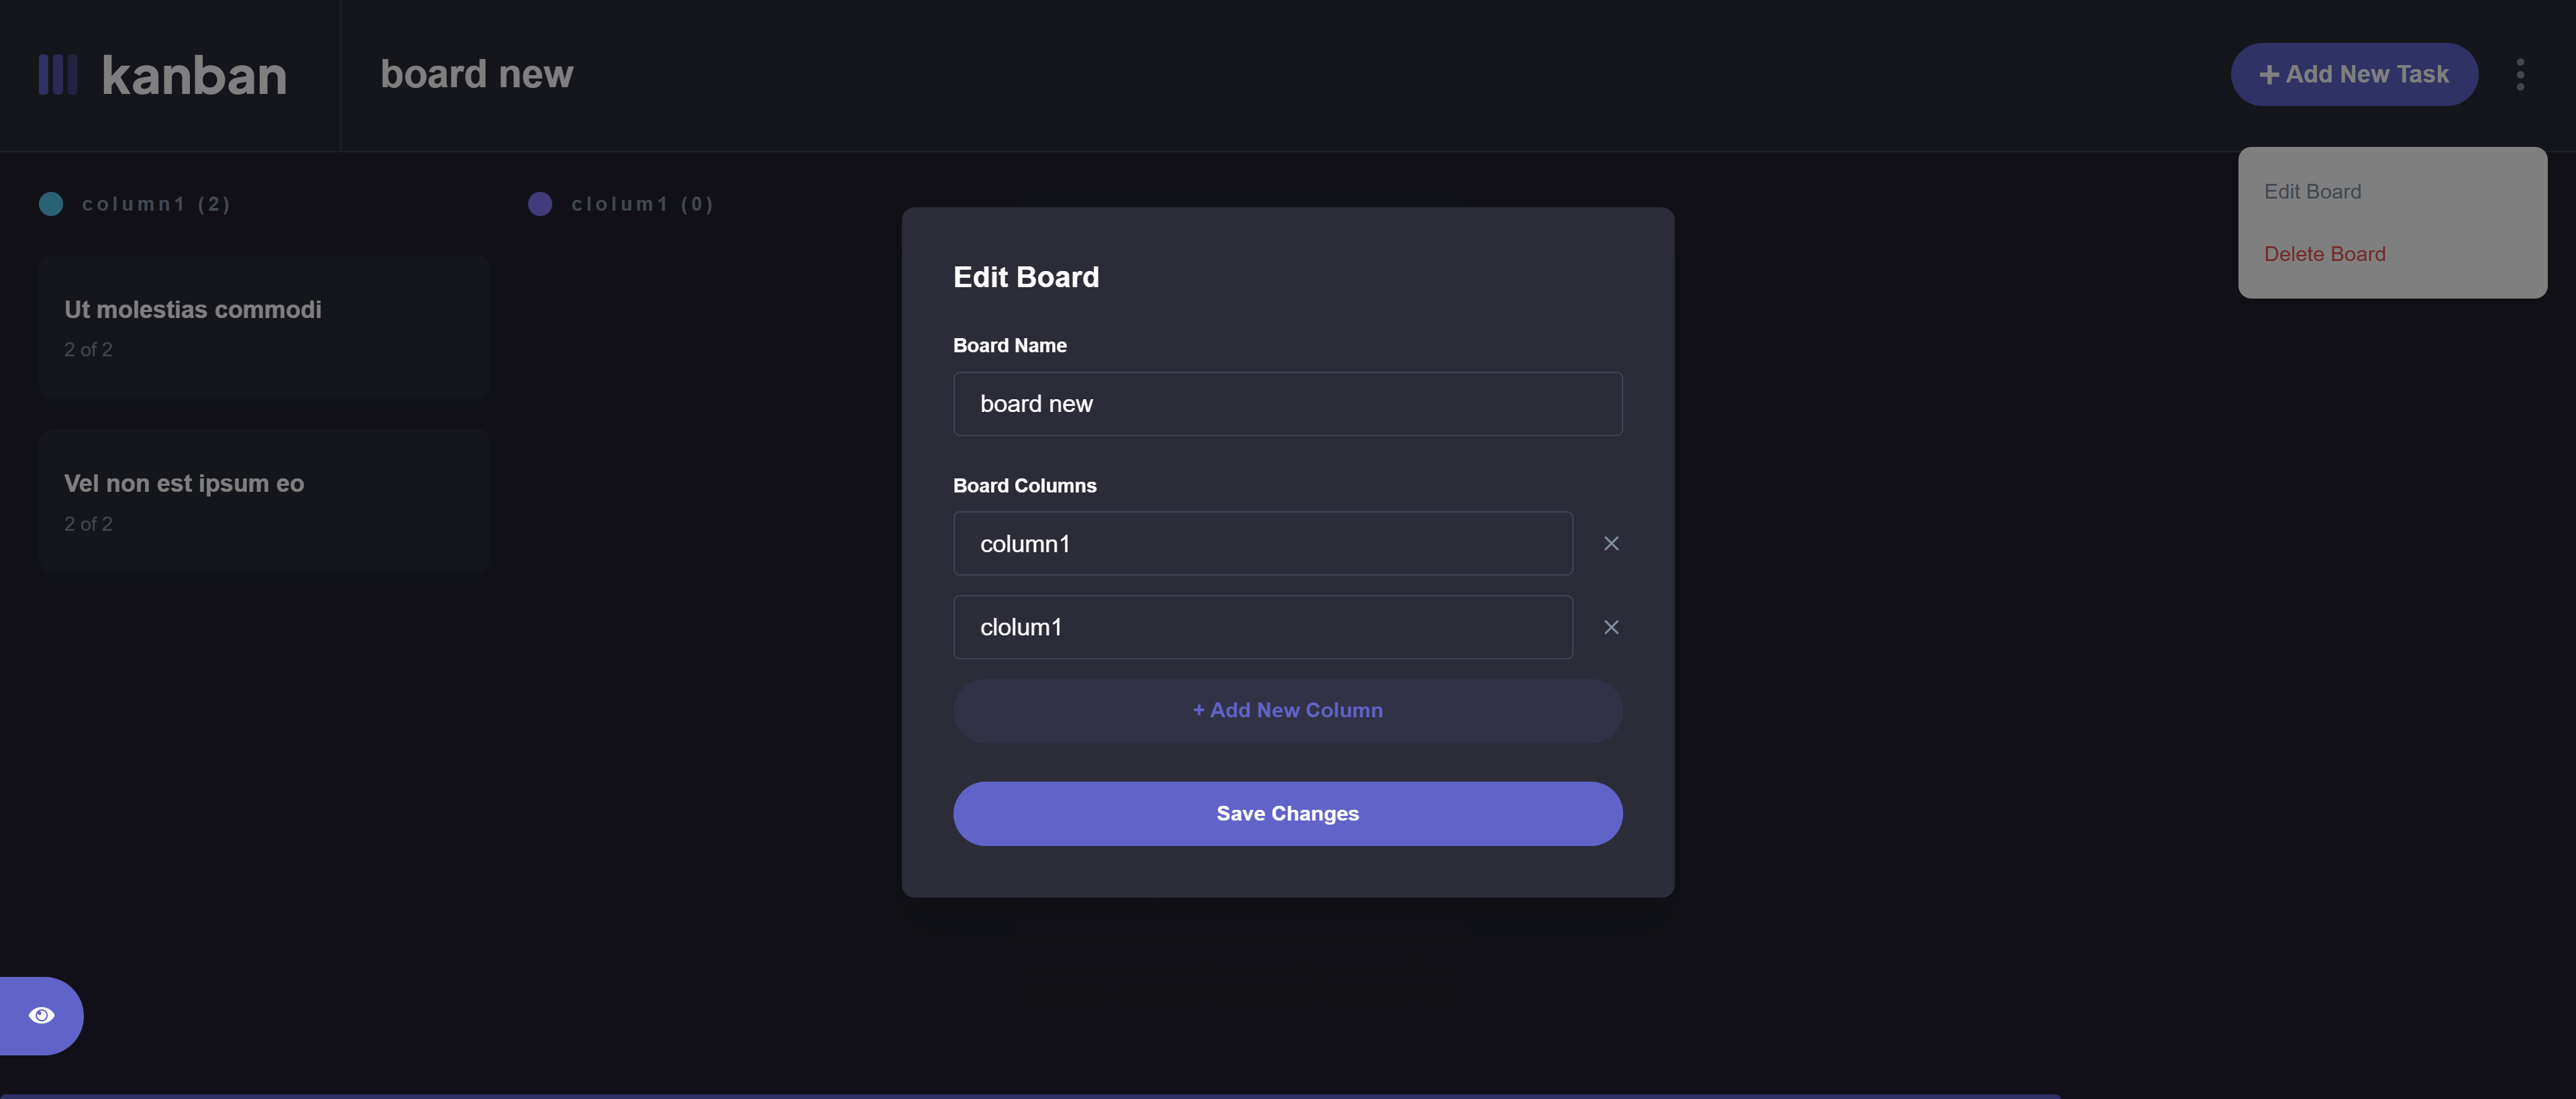 kanban
board new
+ Add New Task
Edit Board
Delete Board
column1 (2)
clolum1 (0)
Ut molestias commodi
2 of 2
Vel non est ipsum eo
2 of 2
Edit Board
Board Name
board new
Board Columns
column1
clolum1
+ Add New Column
Save Changes